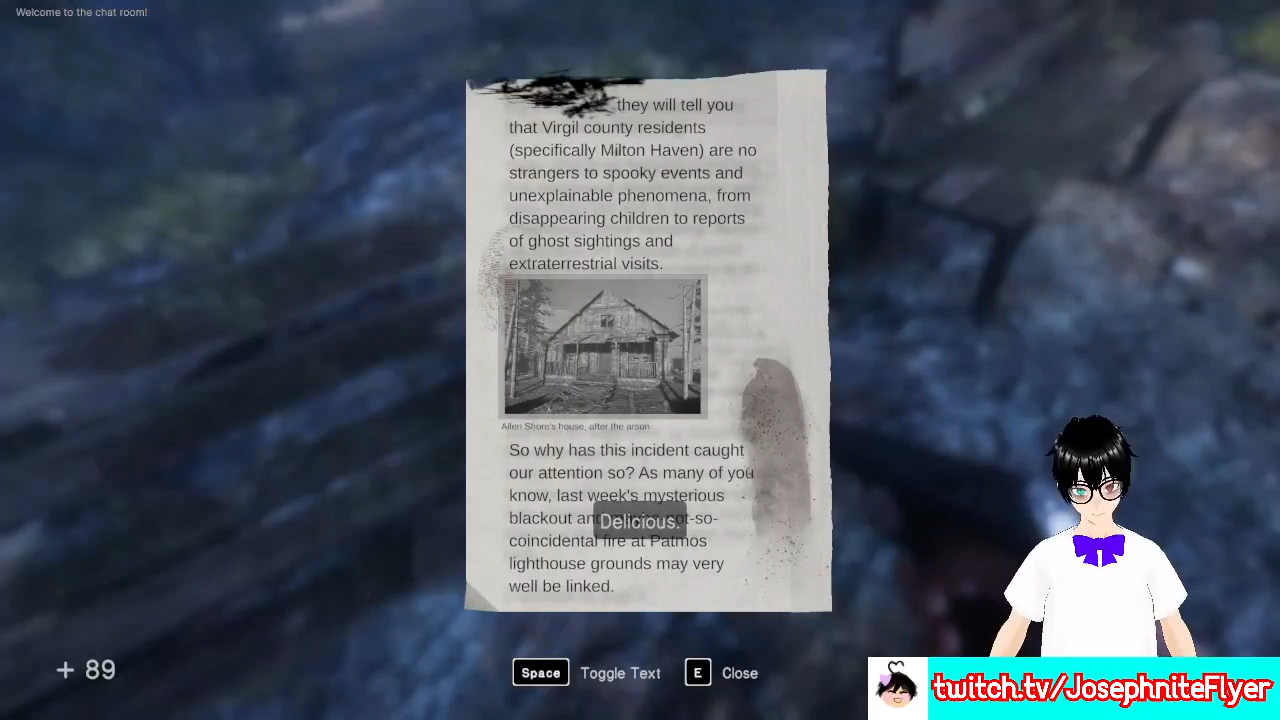 Welcome to the chat room!
they will tell you
that Virgil county residents
(specifically Milton Haven) are no
strangers to spooky events and
unexplainable phenomena, from
disappearing children to reports
of ghost sightings and
extraterrestrial visits.
Allen Shore's house, after the arson
So why has this incident caught
our attention so? As many of you
know, last week's mysterious
blackout and not-so-
coincidental fire at Patmos
lighthouse grounds may very
well be linked.
Delicious.
+ 89
Space Toggle Text E Close
1
twitch.tv/JosephniteFlyer